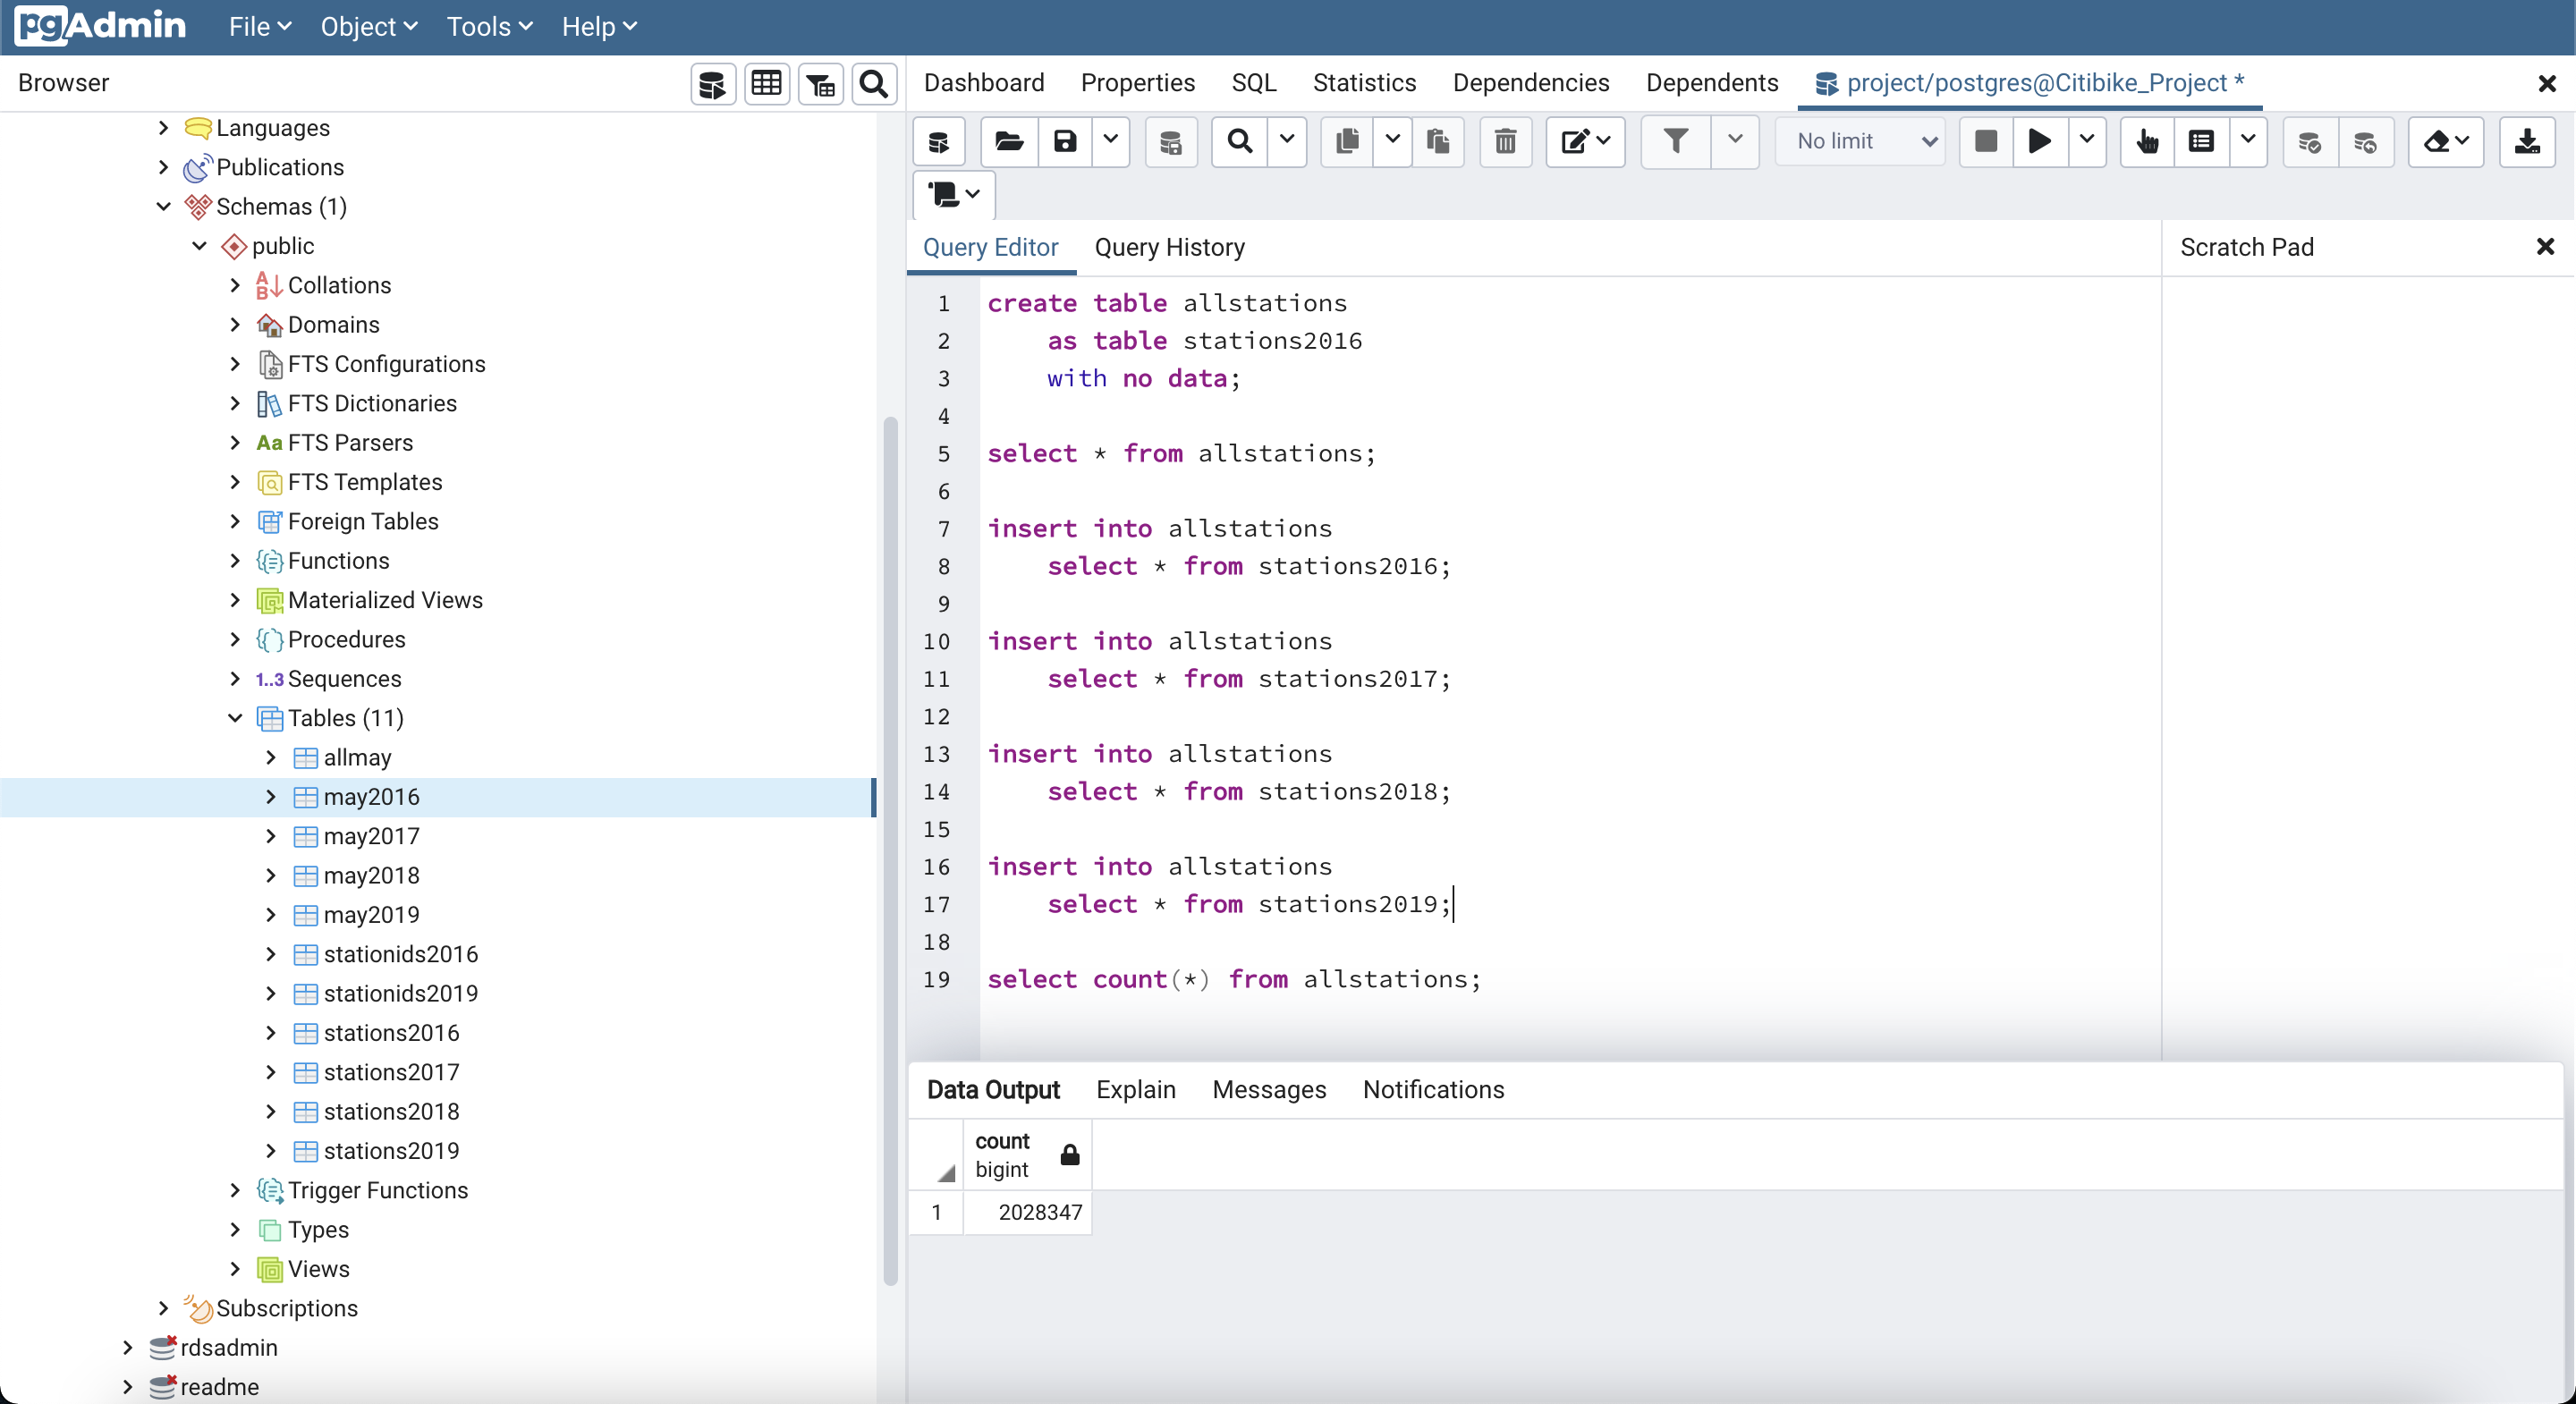 pgAdmin File Object Tools Help
Browser
Dashboard Properties SQL Statistics Dependencies Dependents project/postgres@Citibike_Project *
No limit
Languages
Publications
Schemas (1)
public
Collations
Domains
FTS Configurations
FTS Dictionaries
Aa FTS Parsers
FTS Templates
Foreign Tables
Functions
Materialized Views
Procedures
1..3 Sequences
Tables (11)
allmay
may2016
may2017
may2018
may2019
stationids2016
stationids2019
stations2016
stations2017
stations2018
stations2019
Trigger Functions
Types
Views
Subscriptions
rdsadmin
readme
Query Editor Query History
Scratch Pad
1 create table allstations
2 as table stations2016
3 with no data;
4
5 select * from allstations;
6
7 insert into allstations
8 select * from stations2016;
9
10 insert into allstations
11 select * from stations2017;
12
13 insert into allstations
14 select * from stations2018;
15
16 insert into allstations
17 select * from stations2019;
18
19 select count(*) from allstations;
Data Output Explain Messages Notifications
count
bigint
1 2028347